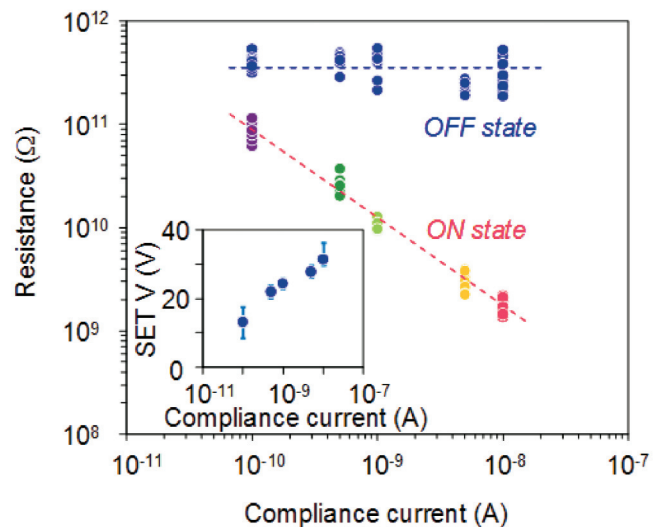 10¹²
10¹¹
10¹⁰
10⁹
10⁸
Resistance (Ω)
OFF state
ON state
40
20
0
SET V (V)
10⁻¹¹ 10⁻⁹ 10⁻⁷
Compliance current (A)
10⁻¹¹ 10⁻¹⁰ 10⁻⁹ 10⁻⁸ 10⁻⁷
Compliance current (A)